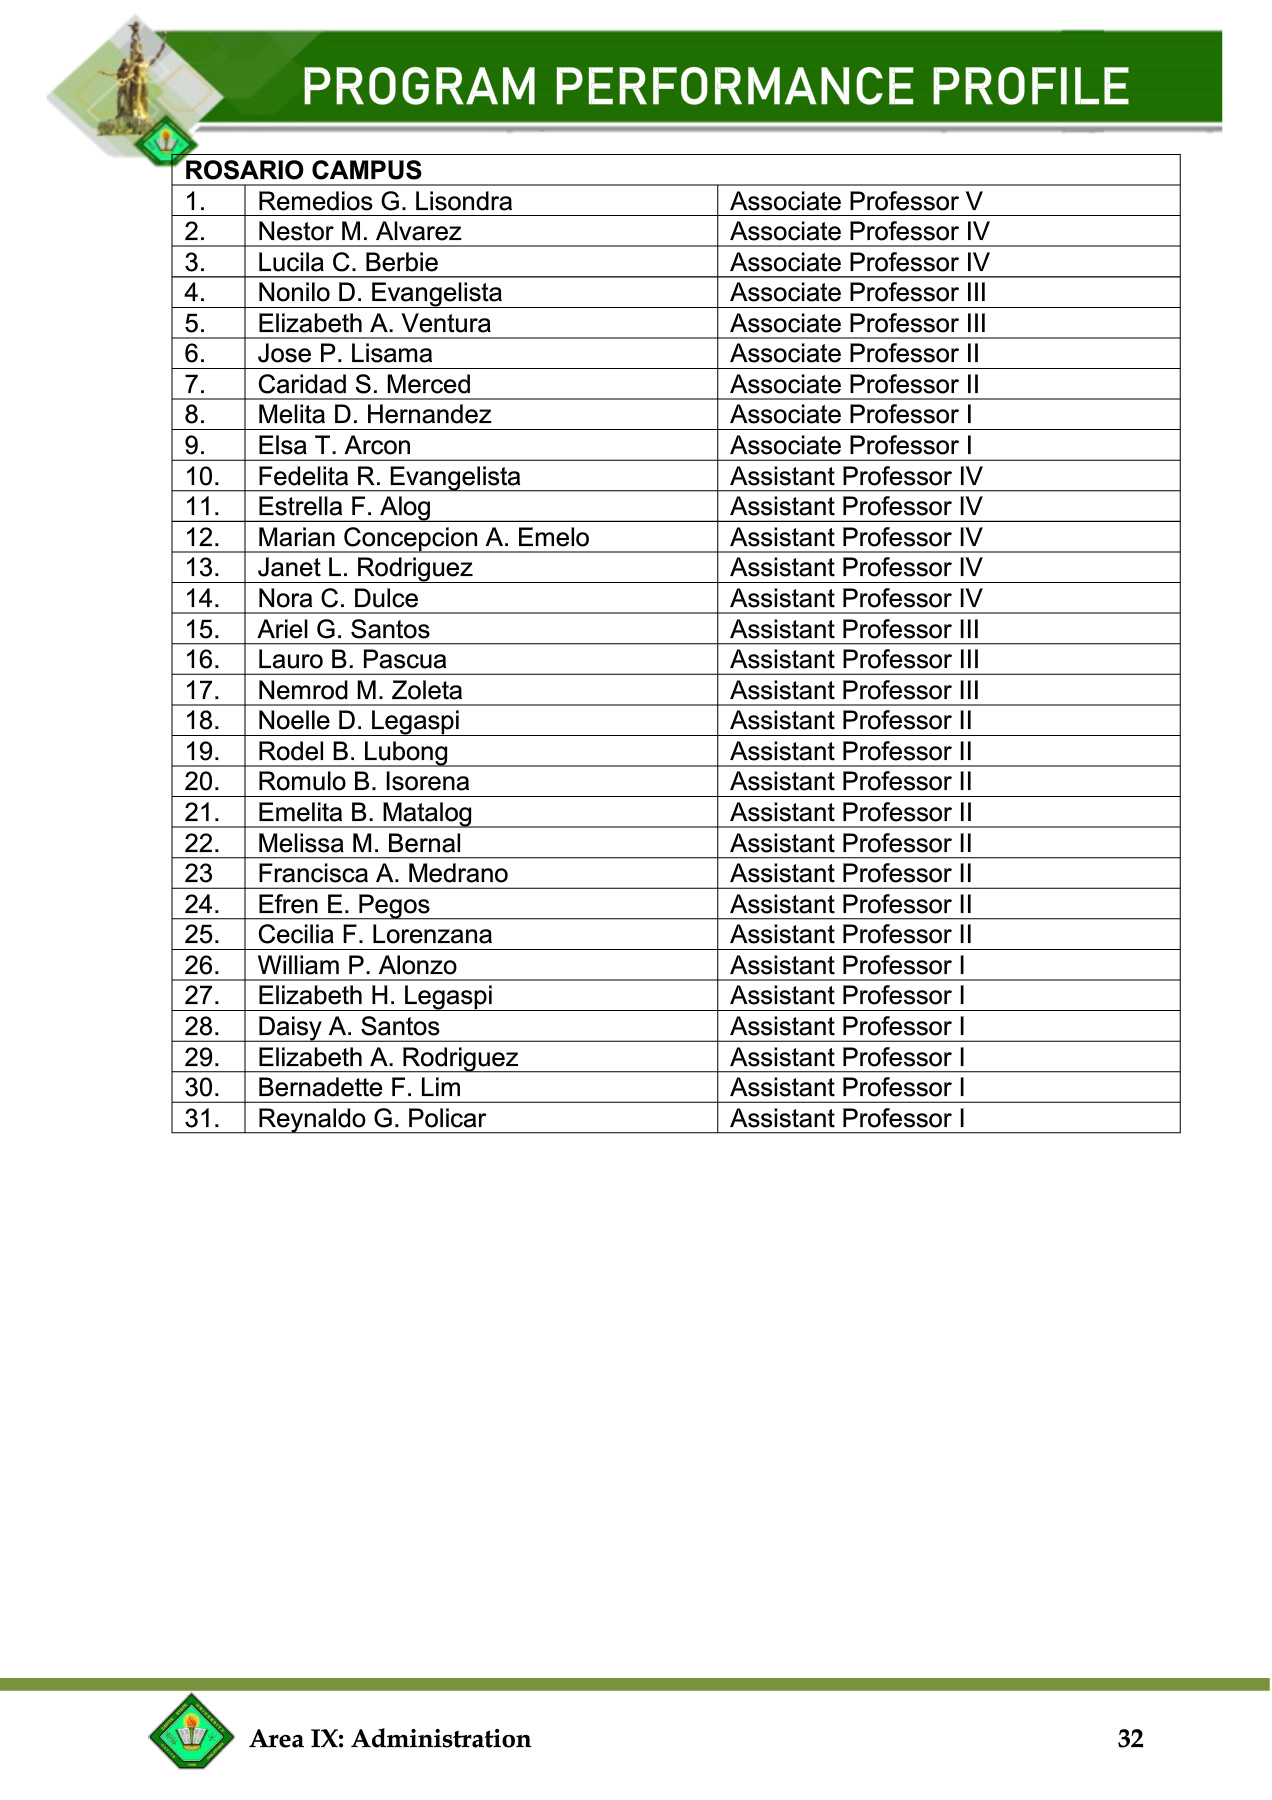 PROGRAM PERFORMANCE PROFILE
ROSARIO CAMPUS
1. Remedios G. Lisondra Associate Professor V
2. Nestor M. Alvarez Associate Professor IV
3. Lucila C. Berbie Associate Professor IV
4. Nonilo D. Evangelista Associate Professor III
5. Elizabeth A. Ventura Associate Professor III
6. Jose P. Lisama Associate Professor II
7. Caridad S. Merced Associate Professor II
8. Melita D. Hernandez Associate Professor I
9. Elsa T. Arcon Associate Professor I
10. Fedelita R. Evangelista Assistant Professor IV
11. Estrella F. Alog Assistant Professor IV
12. Marian Concepcion A. Emelo Assistant Professor IV
13. Janet L. Rodriguez Assistant Professor IV
14. Nora C. Dulce Assistant Professor IV
15. Ariel G. Santos Assistant Professor III
16. Lauro B. Pascua Assistant Professor III
17. Nemrod M. Zoleta Assistant Professor III
18. Noelle D. Legaspi Assistant Professor II
19. Rodel B. Lubong Assistant Professor II
20. Romulo B. Isorena Assistant Professor II
21. Emelita B. Matalog Assistant Professor II
22. Melissa M. Bernal Assistant Professor II
23 Francisca A. Medrano Assistant Professor II
24. Efren E. Pegos Assistant Professor II
25. Cecilia F. Lorenzana Assistant Professor II
26. William P. Alonzo Assistant Professor I
27. Elizabeth H. Legaspi Assistant Professor I
28. Daisy A. Santos Assistant Professor I
29. Elizabeth A. Rodriguez Assistant Professor I
30. Bernadette F. Lim Assistant Professor I
31. Reynaldo G. Policar Assistant Professor I
Area IX: Administration 32